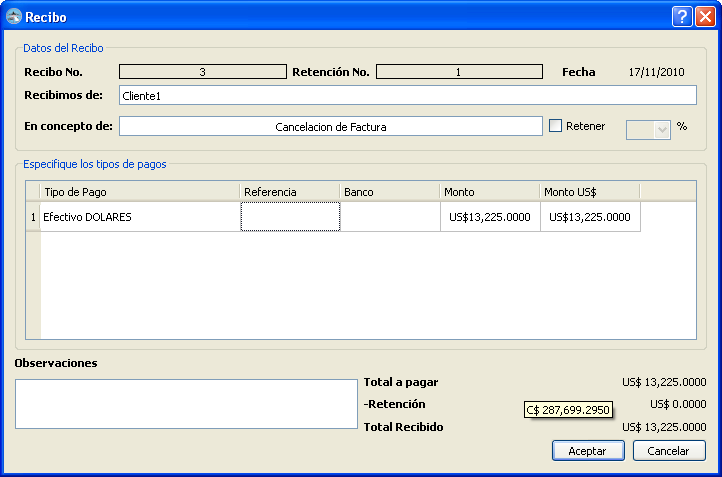 Recibo
Datos del Recibo
Recibo No. 3 Retención No. 1 Fecha 17/11/2010
Recibimos de: Cliente1
En concepto de: Cancelacion de Factura Retener %
Especifique los tipos de pagos
Tipo de Pago Referencia Banco Monto Monto US$
1 Efectivo DOLARES US$13,225.0000 US$13,225.0000
Observaciones
Total a pagar US$ 13,225.0000
-Retención US$ 0.0000
C$ 287,699.2950
Total Recibido US$ 13,225.0000
Aceptar Cancelar